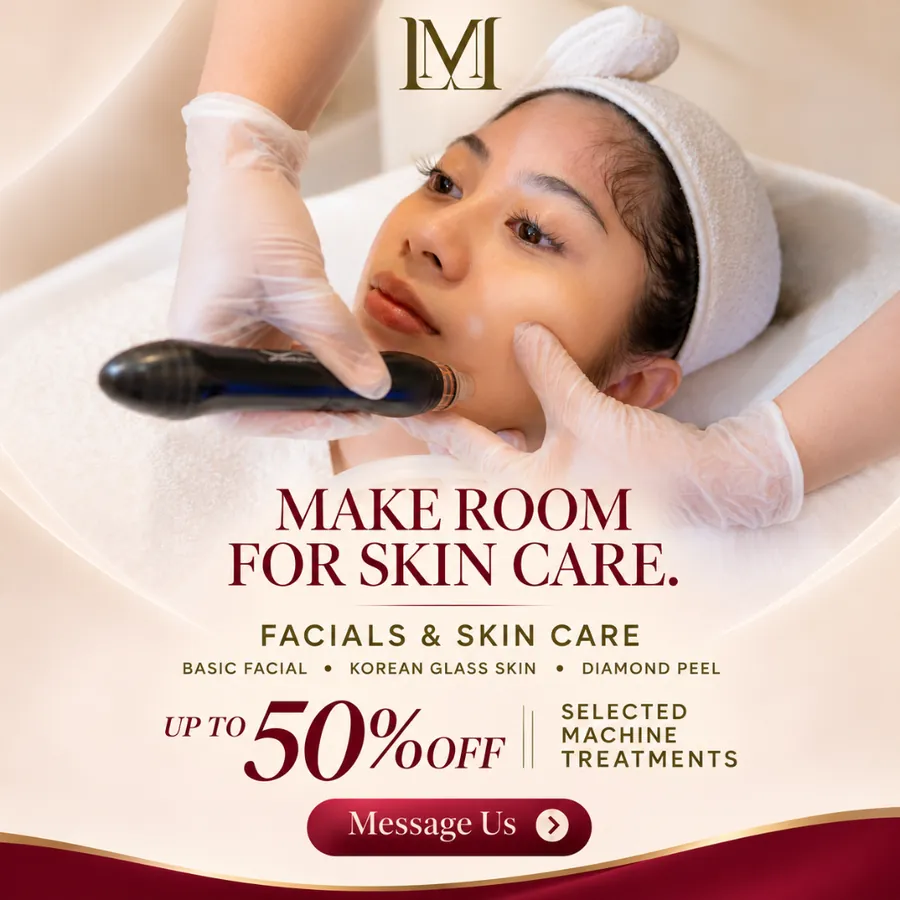 LML
MAKE ROOM
FOR SKIN CARE.
FACIALS & SKIN CARE
BASIC FACIAL • KOREAN GLASS SKIN • DIAMOND PEEL
UP TO 50% OFF
SELECTED
MACHINE
TREATMENTS
Message Us